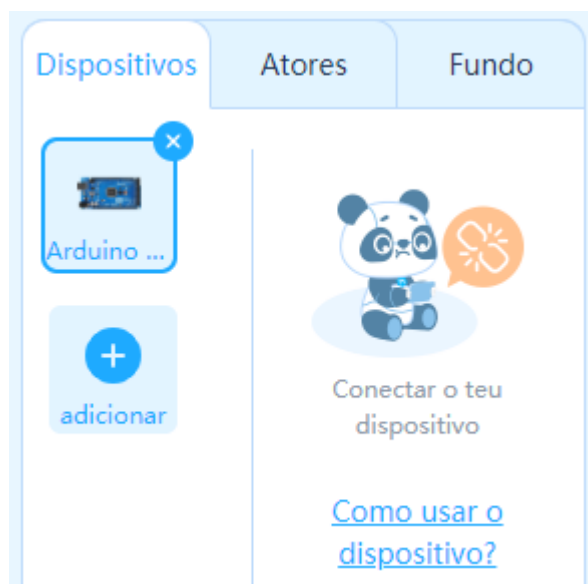 Dispositivos
Atores
Fundo
Arduino ...
adicionar
Conectar o teu
dispositivo
Como usar o
dispositivo?